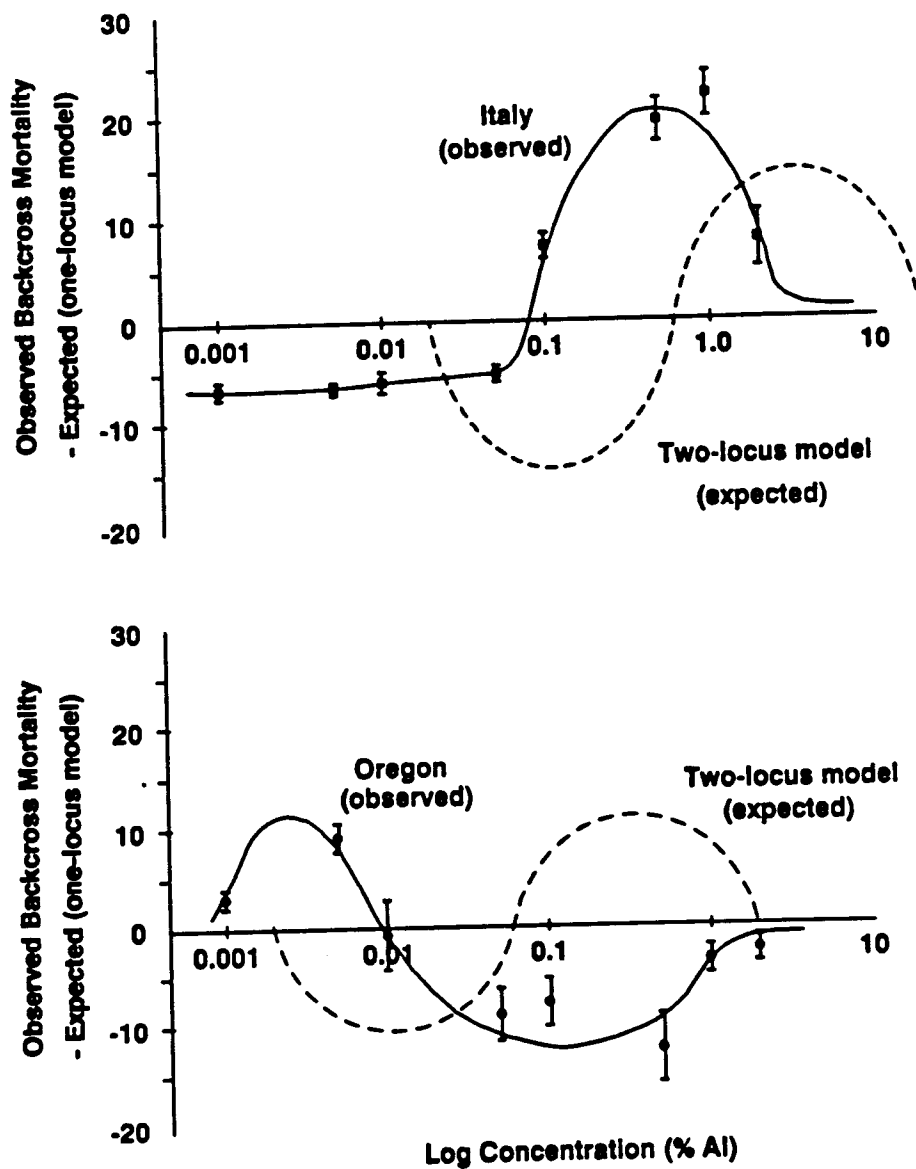 Observed Backcross Mortality
- Expected (one-locus model)
30
20
10
0
-10
-20
Italy
(observed)
0.001
0.01
0.1
1.0
10
Two-locus model
(expected)
Observed Backcross Mortality
- Expected (one-locus model)
30
20
10
0
-10
-20
Oregon
(observed)
Two-locus model
(expected)
0.001
0.01
0.1
1.0
10
Log Concentration (% AI)